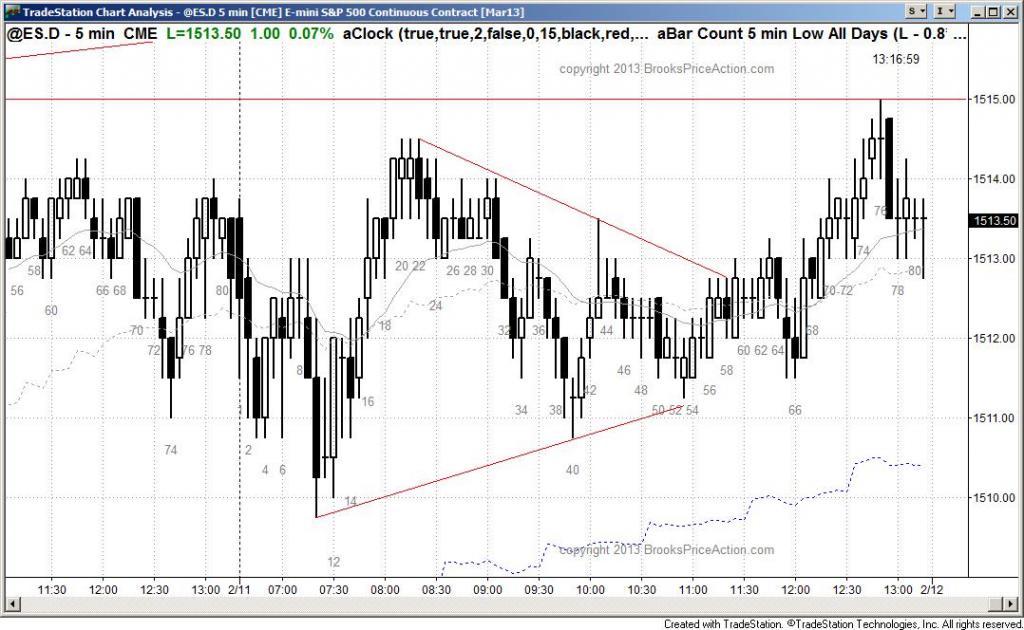 TradeStation Chart Analysis - @ES.D 5 min [CME] E-mini S&P 500 Continuous Contract [Mar13]
S I
@ES.D - 5 min CME L=1513.50 1.00 0.07% aClock (true,true,2,false,0,15,black,red,... aBar Count 5 min Low All Days (L - 0.8' ...
13:16:59
copyright 2013 BrooksPriceAction.com
1515.00
1514.00
76
1513.50
62 64 20 22 26 28 30 74
58 1513.00 80
56 66 68 70 72 78
60 24
70 18 32 36 44 68
1512.00
72 76 78 60 62 64
8 46 58
42 48 56
16 34 38 50 52 54 66
1511.00
74 2
4 6 40
14 1510.00
copyright 2013 BrooksPriceAction.com
12
80
11:30 12:00 12:30 13:00 2/11 07:00 07:30 08:00 08:30 09:00 09:30 10:00 10:30 11:00 11:30 12:00 12:30 13:00 2/12
Created with TradeStation. ©TradeStation Technologies, Inc. All rights reserved.